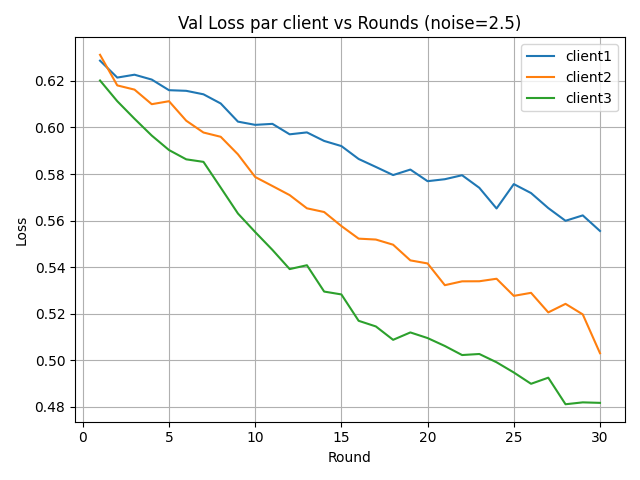 Val Loss par client vs Rounds (noise=2.5)
client1
client2
client3
0.62
0.60
0.58
0.56
0.54
0.52
0.50
0.48
Loss
0 5 10 15 20 25 30
Round